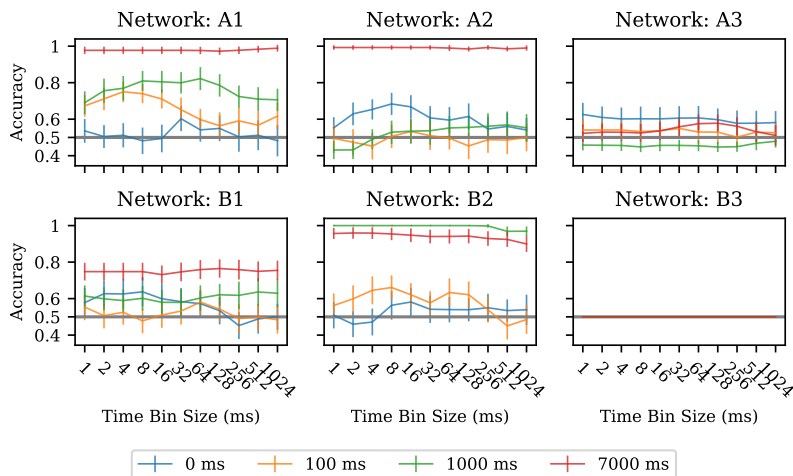 Network: A1 Network: A2 Network: A3
Accuracy
1
0.8
0.6
0.5
0.4
Network: B1 Network: B2 Network: B3
Accuracy
1
0.8
0.6
0.5
0.4
1 2 4 8 16 32 64 128 256 512 1024
1 2 4 8 16 32 64 128 256 512 1024
1 2 4 8 16 32 64 128 256 512 1024
Time Bin Size (ms) Time Bin Size (ms) Time Bin Size (ms)
0 ms 100 ms 1000 ms 7000 ms